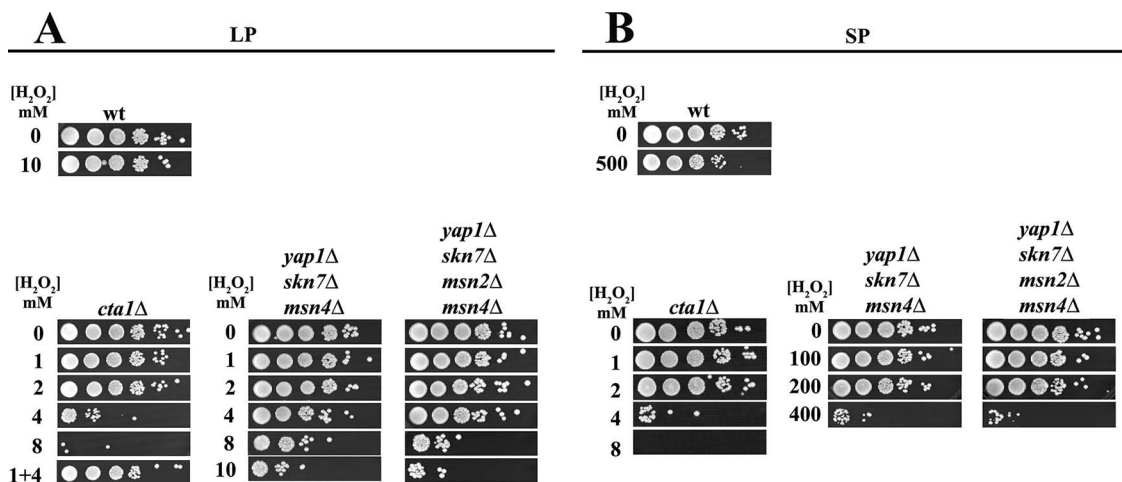 A
LP
[H₂O₂]
mM
wt
0
10
[H₂O₂]
mM
cta1Δ
0
1
2
4
8
1+4
yap1Δ
skn7Δ
msn4Δ
yap1Δ
skn7Δ
msn2Δ
msn4Δ
[H₂O₂]
mM
0
1
2
4
8
10
B
SP
[H₂O₂]
mM
wt
0
500
[H₂O₂]
mM
cta1Δ
0
1
2
4
8
yap1Δ
skn7Δ
msn4Δ
yap1Δ
skn7Δ
msn2Δ
msn4Δ
[H₂O₂]
mM
0
100
200
400